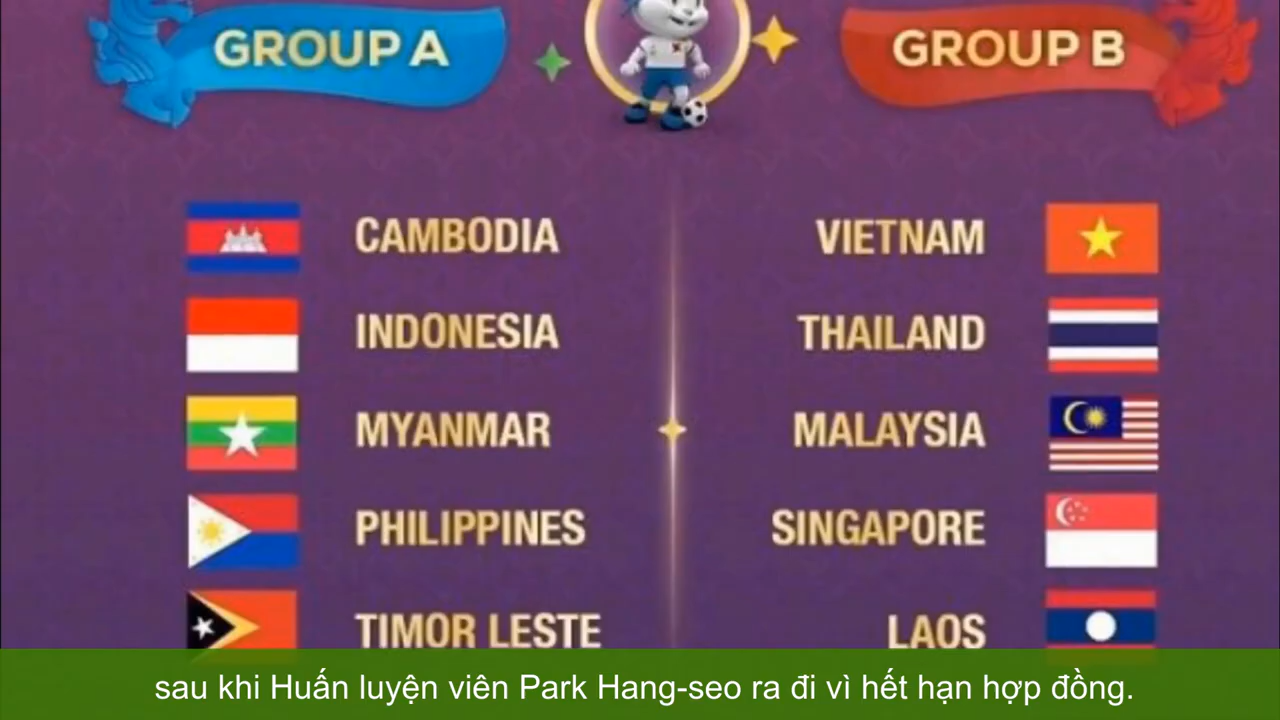 GROUP A
GROUP B
CAMBODIA
VIETNAM
INDONESIA
THAILAND
MYANMAR
MALAYSIA
PHILIPPINES
SINGAPORE
TIMOR LESTE
LAOS
sau khi Huấn luyện viên Park Hang-seo ra đi vì hết hạn hợp đồng.